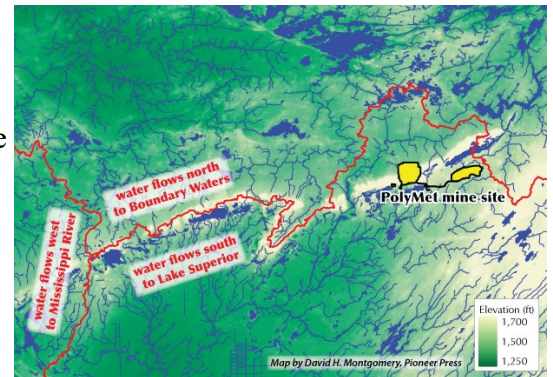 e
water flows north
to Boundary Waters
PolyMet mine site
water flows west
to Mississippi River
water flows south
to Lake Superior
Elevation (ft)
1,700
1,500
1,250
Map by David H. Montgomery, Pioneer Press